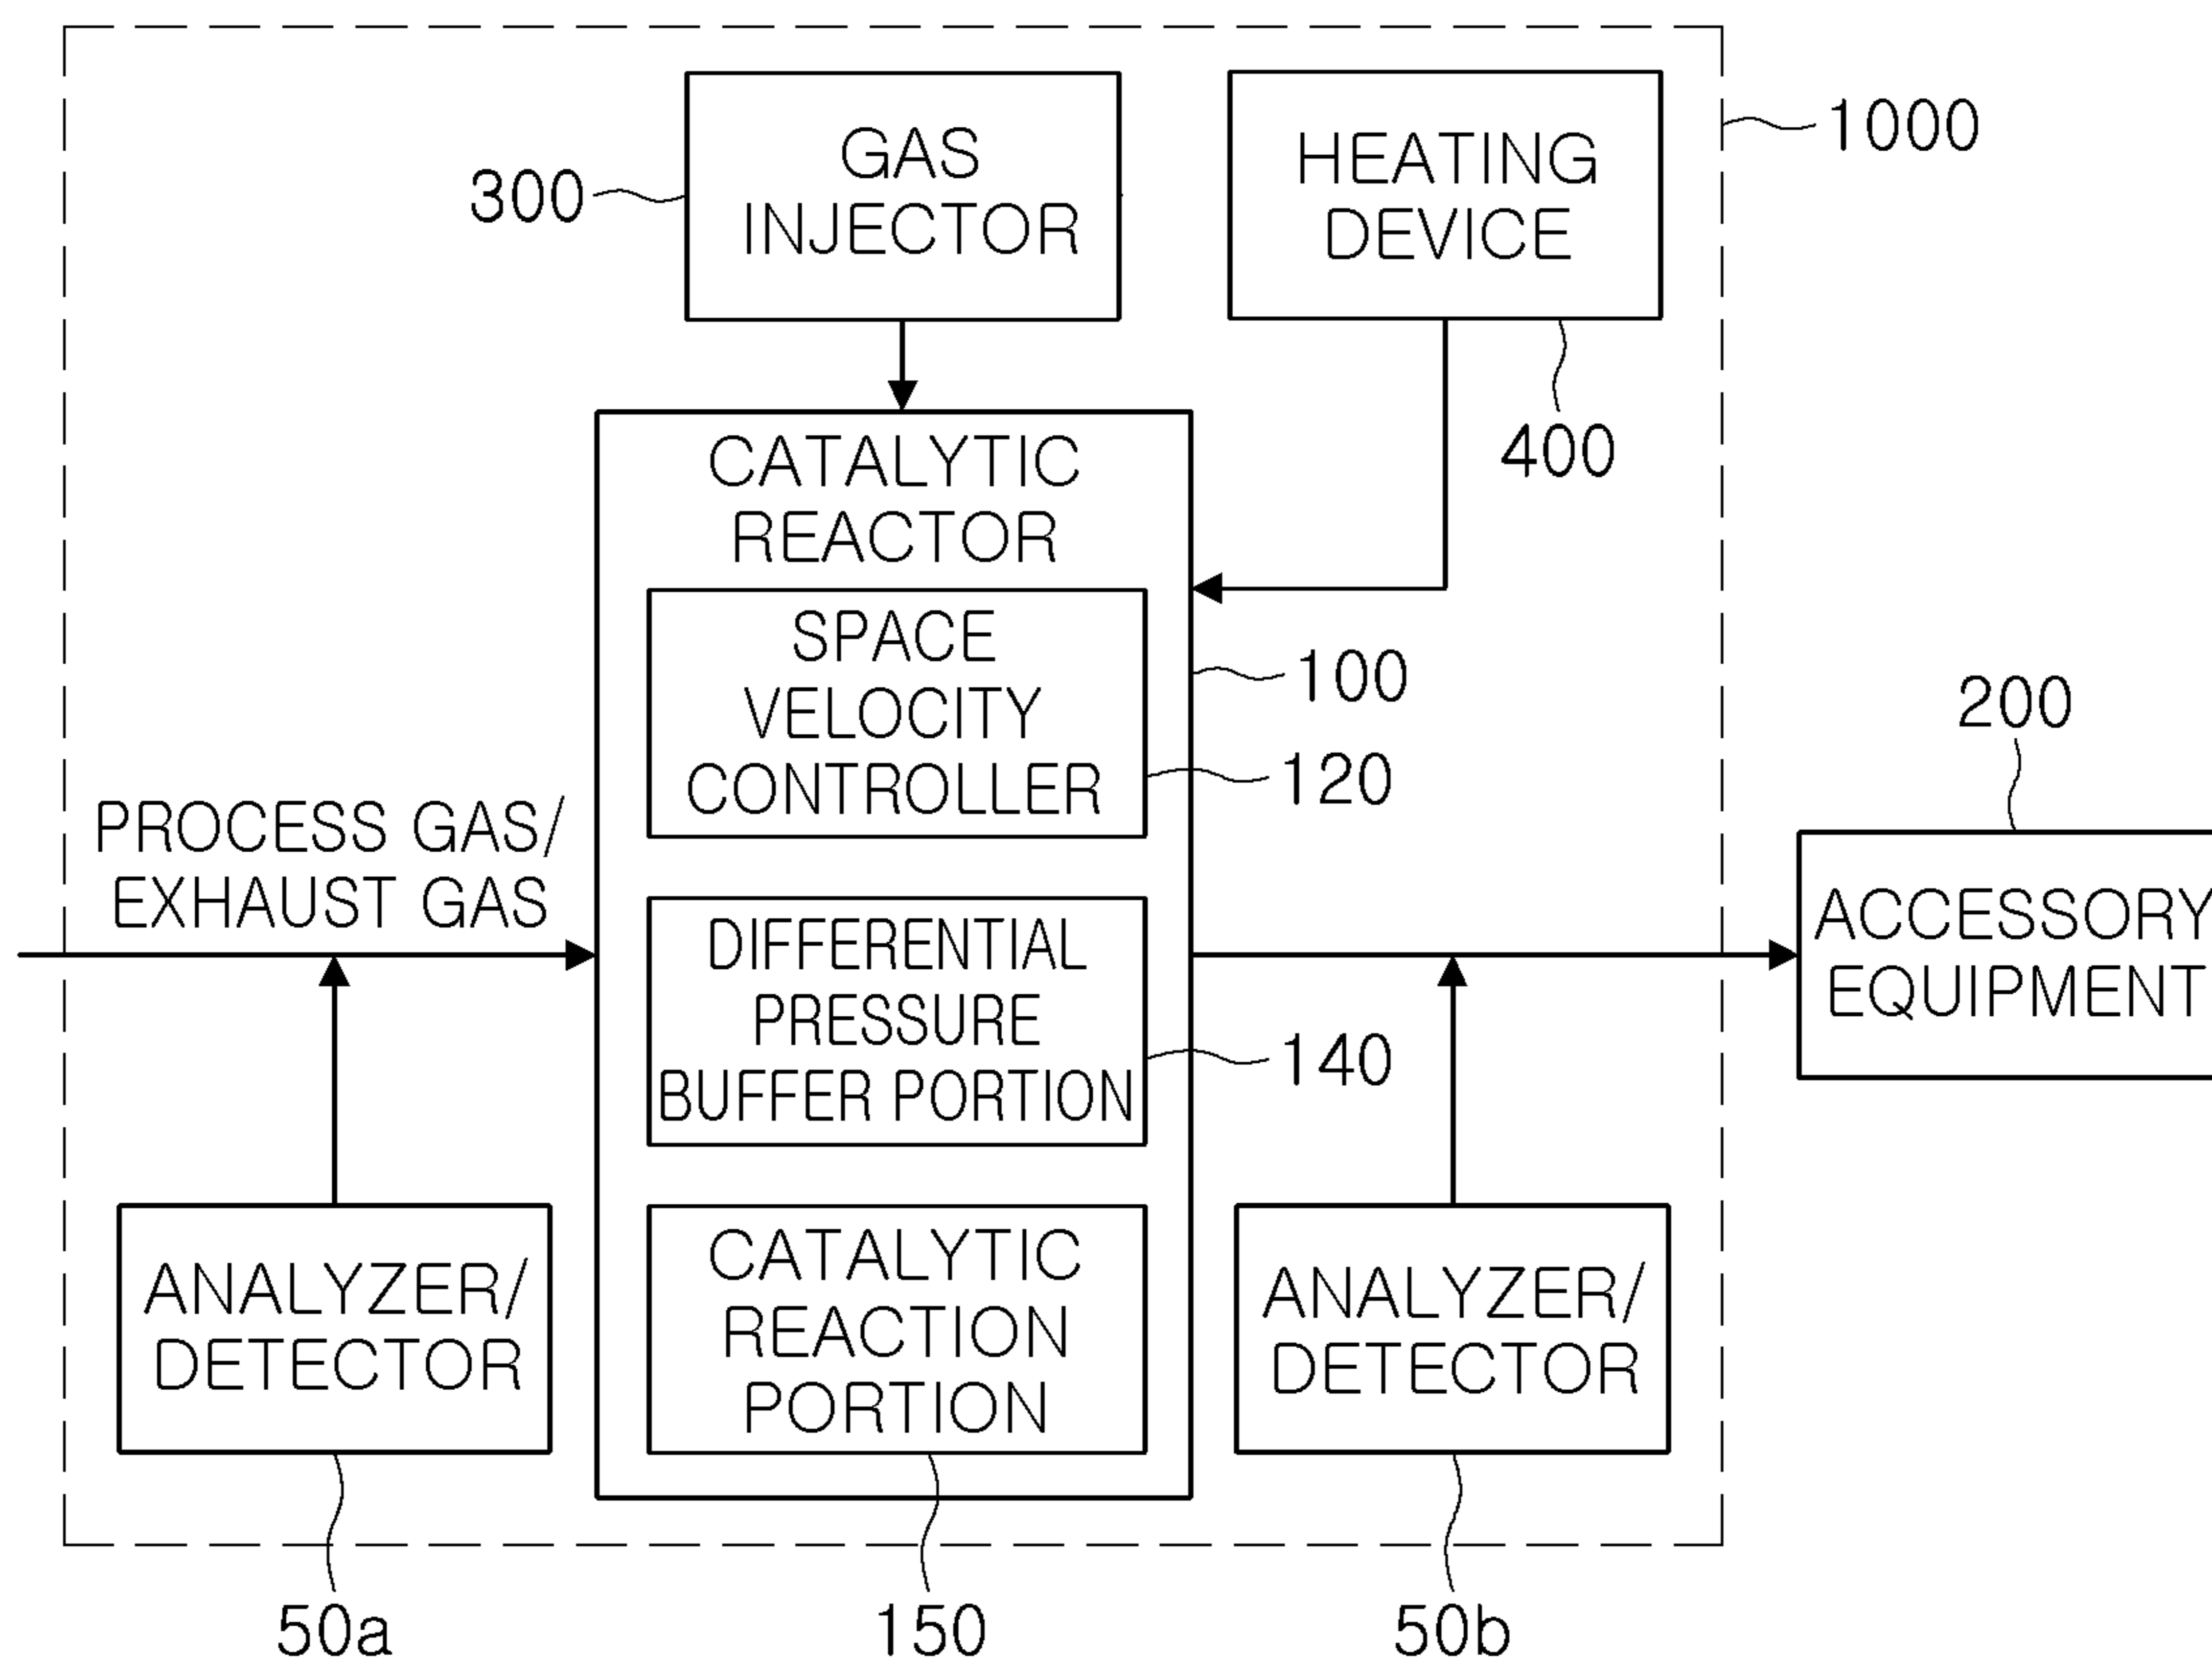 GAS
INJECTOR
300
HEATING
DEVICE
1000
400
CATALYTIC
REACTOR
SPACE
VELOCITY
CONTROLLER
100
120
200
PROCESS GAS/
EXHAUST GAS
DIFFERENTIAL
PRESSURE
BUFFER PORTION
140
ACCESSORY
EQUIPMENT
ANALYZER/
DETECTOR
CATALYTIC
REACTION
PORTION
ANALYZER/
DETECTOR
50a
150
50b